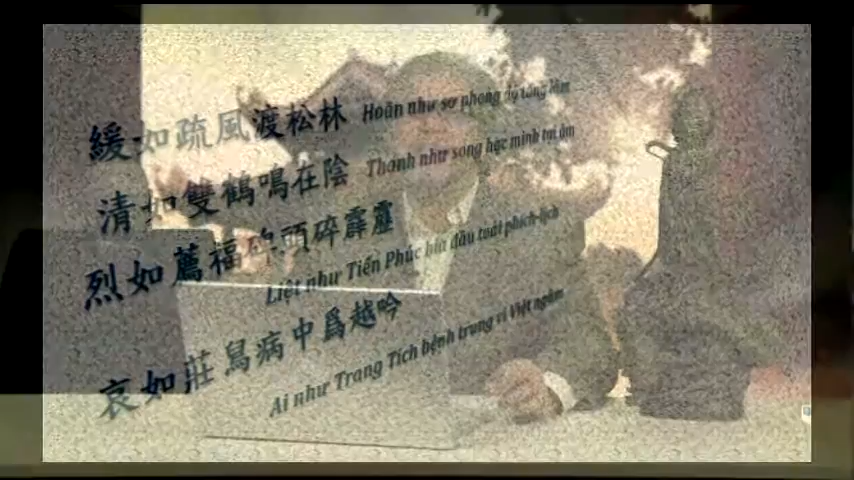 緩如疏風渡松林 Hoãn như sơ phong độ tùng lâm
清如雙鶴鳴在陰 Thanh như song hạc minh tại âm
烈如薦福碑頭碎霹靂
Liệt như Tiến Phúc bia đầu toái phích-lịch
哀如莊舄病中爲越吟
Ai như Trang Tích bệnh trung vi Việt ngâm